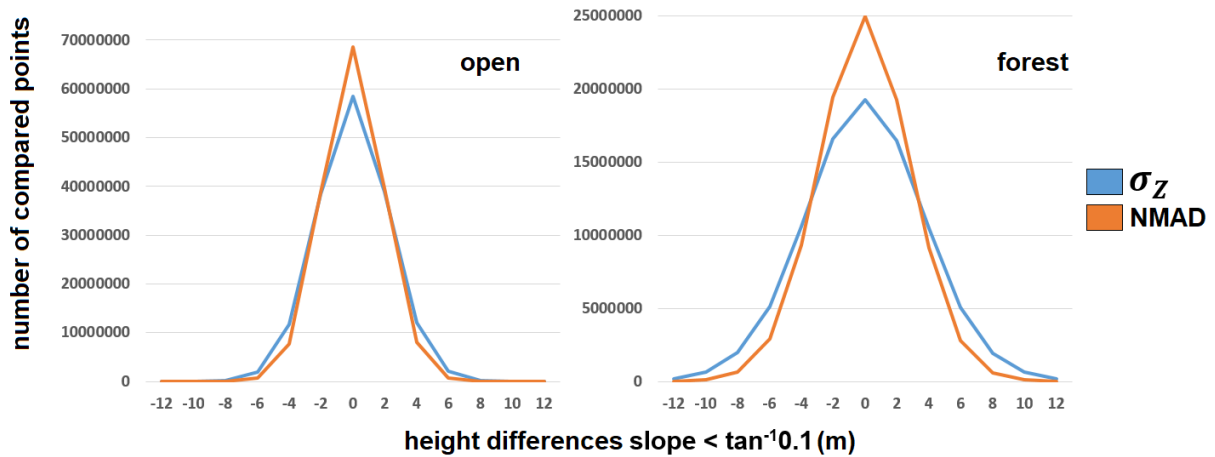 number of compared points
70000000
60000000
50000000
40000000
30000000
20000000
10000000
0
open
-12 -10 -8 -6 -4 -2 0 2 4 6 8 10 12
25000000
20000000
15000000
10000000
5000000
0
forest
-12 -10 -8 -6 -4 -2 0 2 4 6 8 10 12
σZ
NMAD
height differences slope < tan⁻¹0.1 (m)